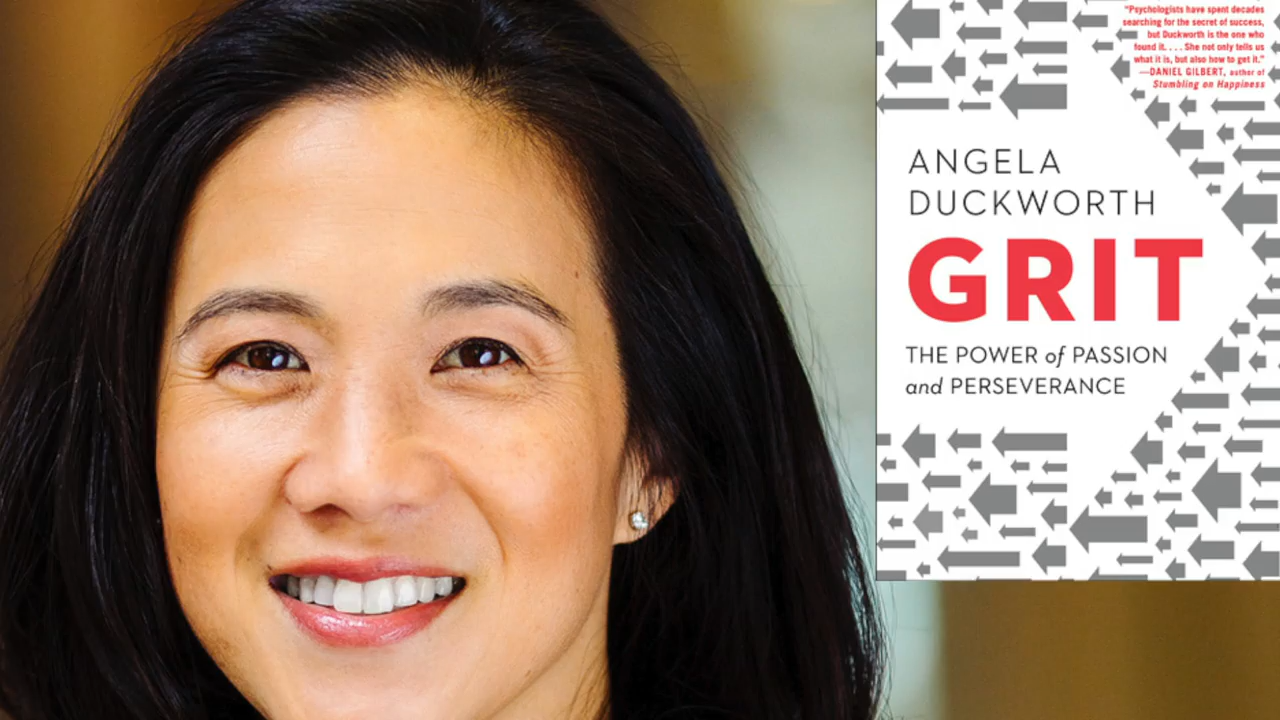 “Psychologists have spent decades
searching for the secret of success,
but Duckworth is the one who
found it. . . . She not only tells us
what it is, but also how to get it.”
—DANIEL GILBERT, author of
Stumbling on Happiness
ANGELA
DUCKWORTH
GRIT
THE POWER of PASSION
and PERSEVERANCE